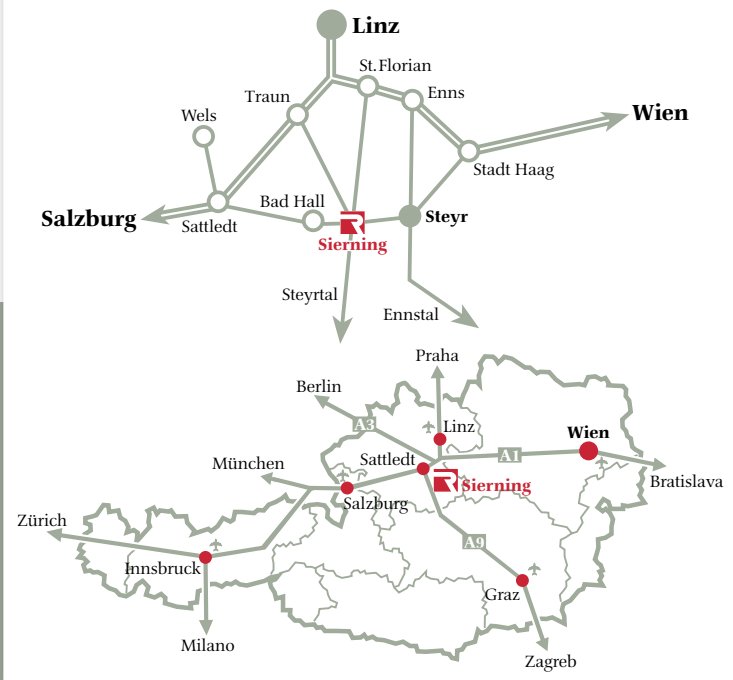 Linz
St. Florian
Traun
Enns
Wels
Wien
Stadt Haag
Bad Hall
Salzburg
Steyr
Sattledt
Sierning
Steyrtal
Ennstal
Praha
Berlin
A3
Linz
Wien
Sattledt
A1
München
Bratislava
Sierning
Salzburg
Zürich
A9
Innsbruck
Graz
Milano
Zagreb